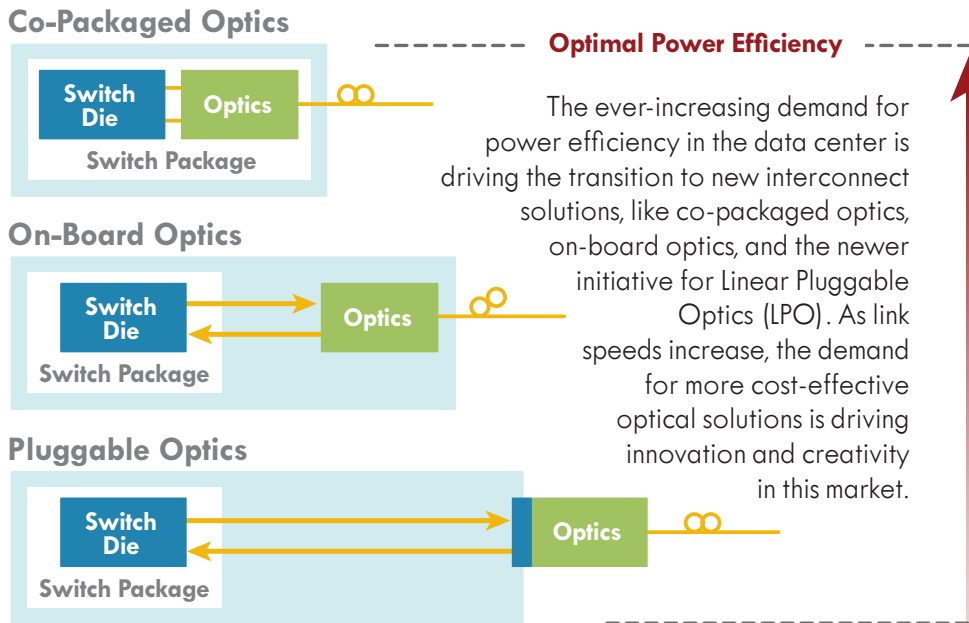 Co-Packaged Optics
Switch
Die
Optics
Switch Package
On-Board Optics
Switch
Die
Optics
Switch Package
Pluggable Optics
Switch
Die
Optics
Switch Package
Optimal Power Efficiency
The ever-increasing demand for
power efficiency in the data center is
driving the transition to new interconnect
solutions, like co-packaged optics,
on-board optics, and the newer
initiative for Linear Pluggable
Optics (LPO). As link
speeds increase, the demand
for more cost-effective
optical solutions is driving
innovation and creativity
in this market.